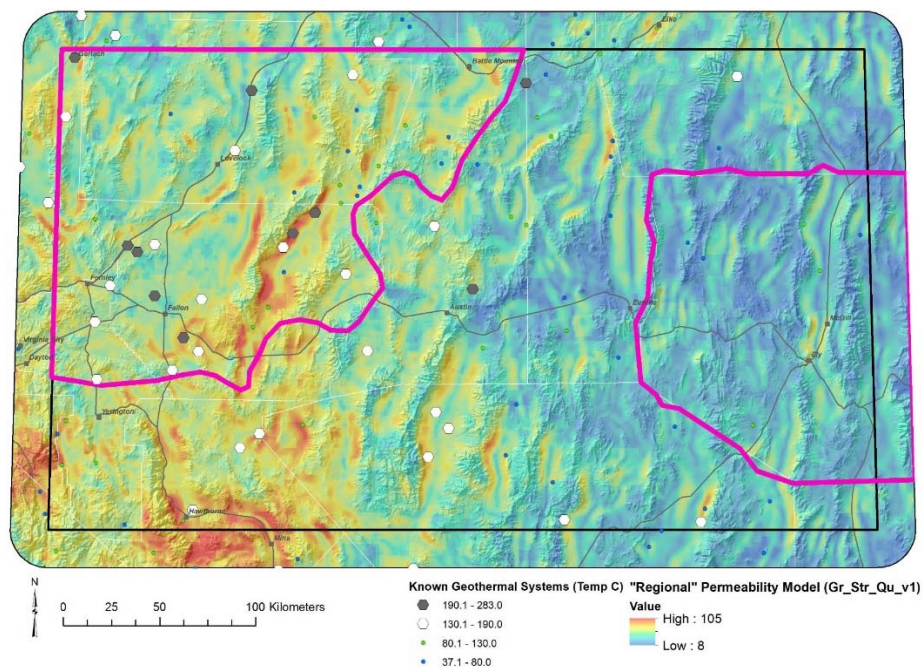 Elko
Gerlach
Battle Mountain
Lovelock
Fernley
Fallon
Austin
Eureka
McGill
Ely
Virginia City
Dayton
Yerington
Hawthorne
Mina
N
0 25 50 100 Kilometers
Known Geothermal Systems (Temp C)
190.1 - 283.0
130.1 - 190.0
80.1 - 130.0
37.1 - 80.0
"Regional" Permeability Model (Gr_Str_Qu_v1)
Value
High : 105
Low : 8